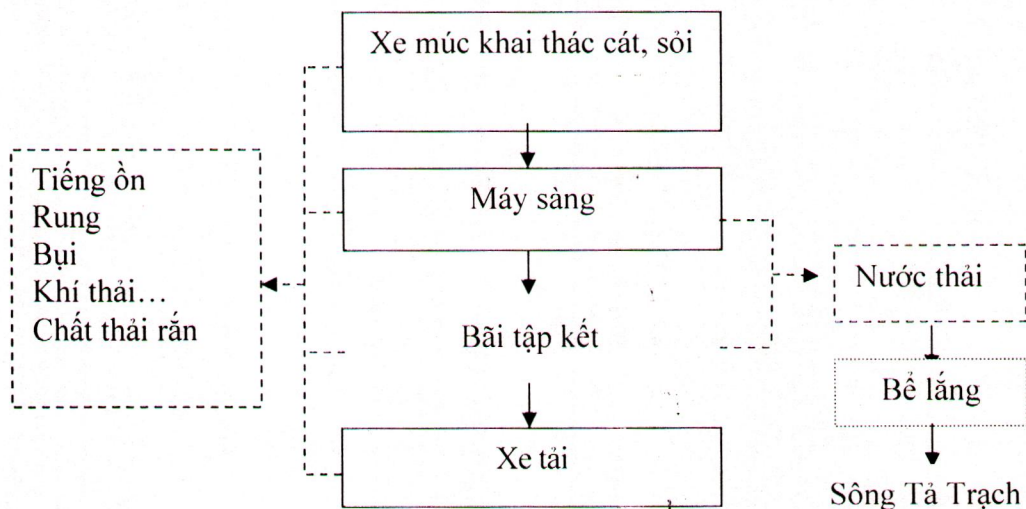 Xe múc khai thác cát, sỏi
Máy sàng
Bãi tập kết
Xe tải
Tiếng ồn
Rung
Bụi
Khí thải…
Chất thải rắn
Nước thải
Bể lắng
Sông Tả Trạch